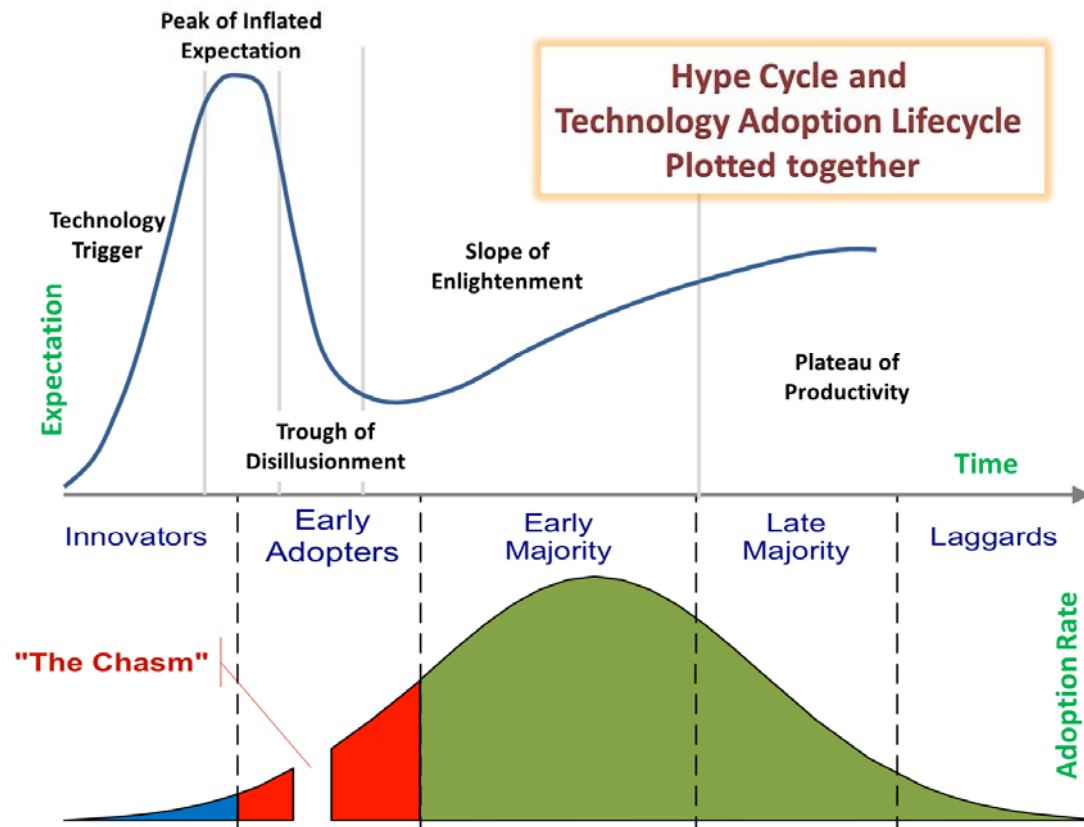 Peak of Inflated
Expectation
Hype Cycle and
Technology Adoption Lifecycle
Plotted together
Technology
Trigger
Slope of
Enlightenment
Expectation
Plateau of
Productivity
Trough of
Disillusionment
Time
Innovators
Early
Adopters
Early
Majority
Late
Majority
Laggards
"The Chasm"
Adoption Rate